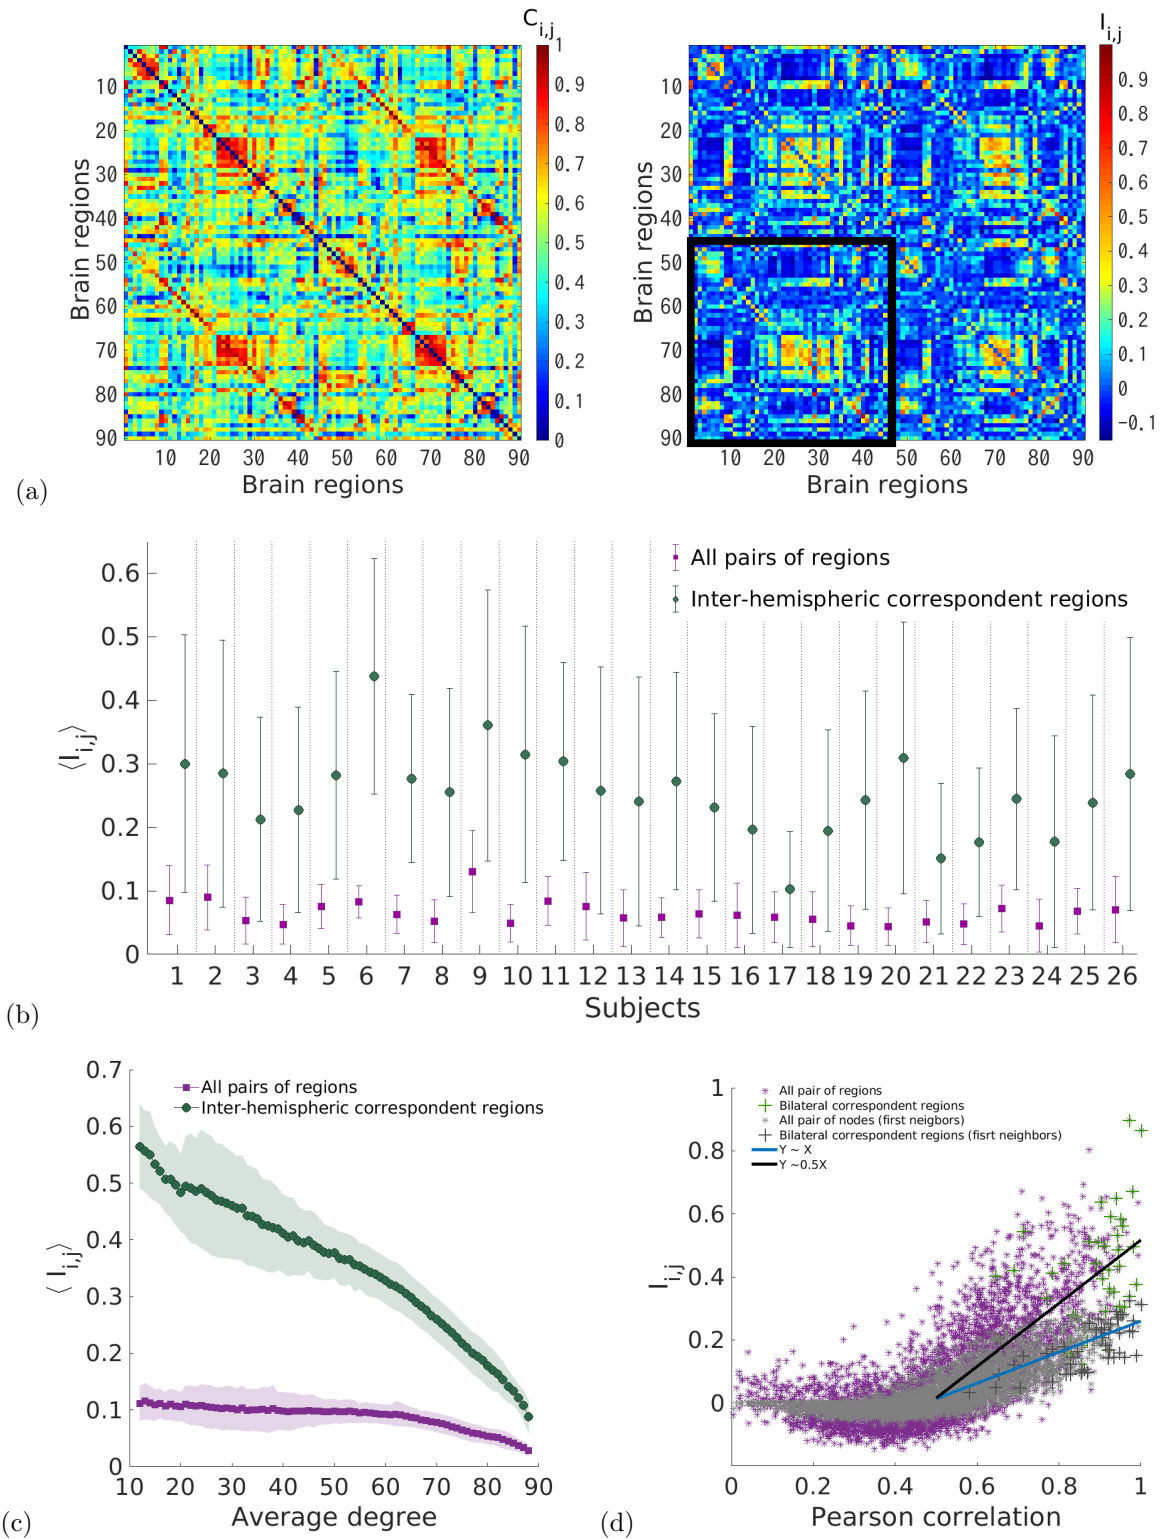 C i,j
1
0.9
0.8
0.7
0.6
0.5
0.4
0.3
0.2
0.1
0
10
20
30
40
50
60
70
80
90
Brain regions
10 20 30 40 50 60 70 80 90
Brain regions
I i,j
0.9
0.8
0.7
0.6
0.5
0.4
0.3
0.2
0.1
0
-0.1
10
20
30
40
50
60
70
80
90
Brain regions
10 20 30 40 50 60 70 80 90
Brain regions
(a)
All pairs of regions
Inter-hemispheric correspondent regions
0.6
0.5
0.4
0.3
0.2
0.1
0
⟨I i,j⟩
1 2 3 4 5 6 7 8 9 10 11 12 13 14 15 16 17 18 19 20 21 22 23 24 25 26
Subjects
(b)
All pairs of regions
Inter-hemispheric correspondent regions
0.7
0.6
0.5
0.4
0.3
0.2
0.1
0
⟨ I i,j⟩
10 20 30 40 50 60 70 80 90
Average degree
(c)
All pair of regions
Bilateral correspondent regions
All pair of nodes (first neigbors)
Bilateral correspondent regions (fisrt neighbors)
Y ~ X
Y ~0.5X
1
0.8
0.6
0.4
0.2
0
I i,j
0 0.2 0.4 0.6 0.8 1
Pearson correlation
(d)